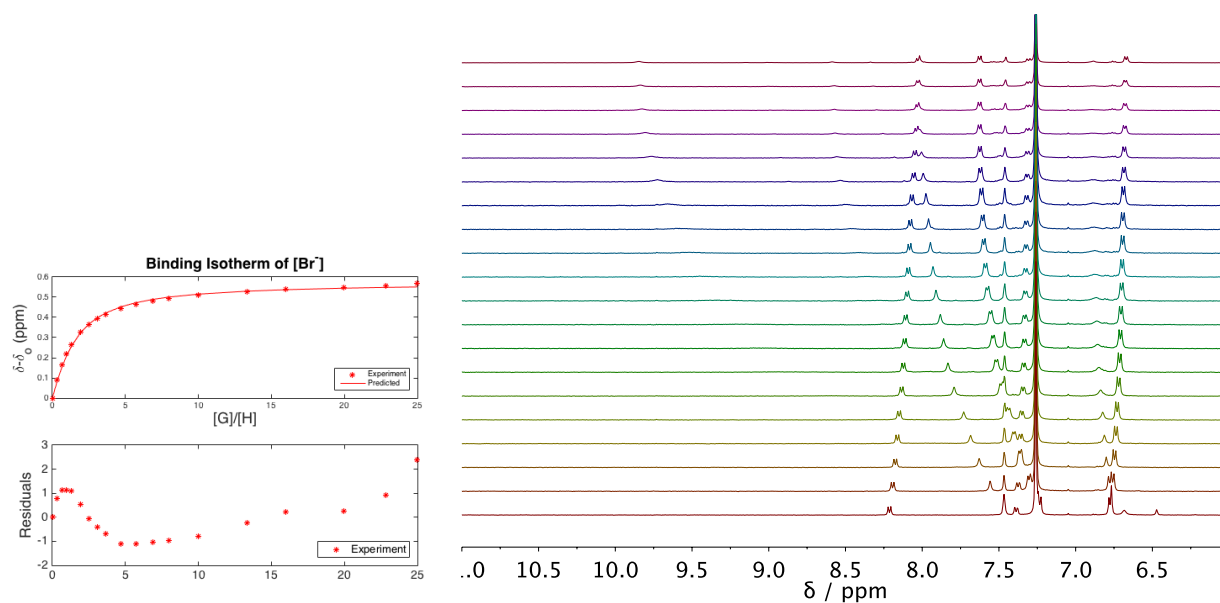 Binding Isotherm of [Br⁻]
δ-δo (ppm)
0.6
0.5
0.4
0.3
0.2
0.1
0
Experiment
Predicted
0 5 10 15 20 25
[G]/[H]
Residuals
3
2
1
0
-1
-2
Experiment
0 5 10 15 20 25
1.0 10.5 10.0 9.5 9.0 8.5 8.0 7.5 7.0 6.5
δ / ppm